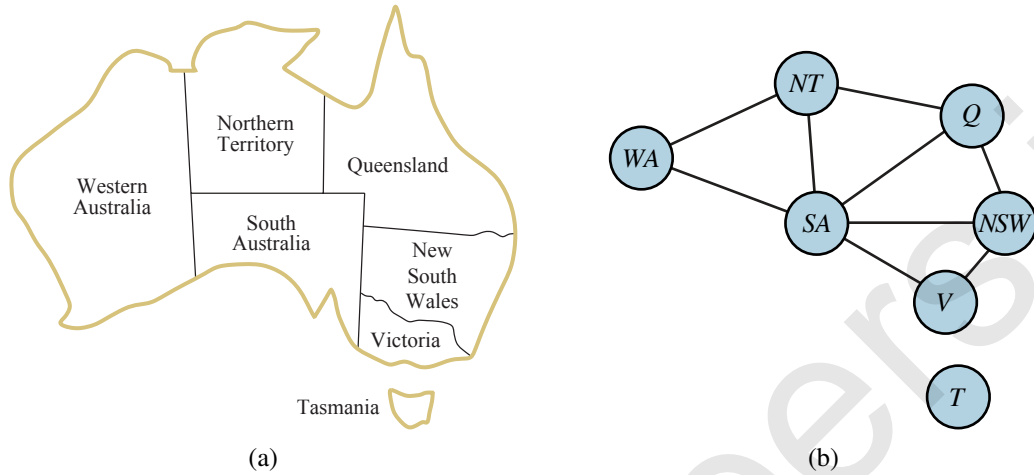 Northern
Territory
Western
Australia
Queensland
South
Australia
New
South
Wales
Victoria
Tasmania
(a)
NT
Q
WA
SA
NSW
V
T
(b)